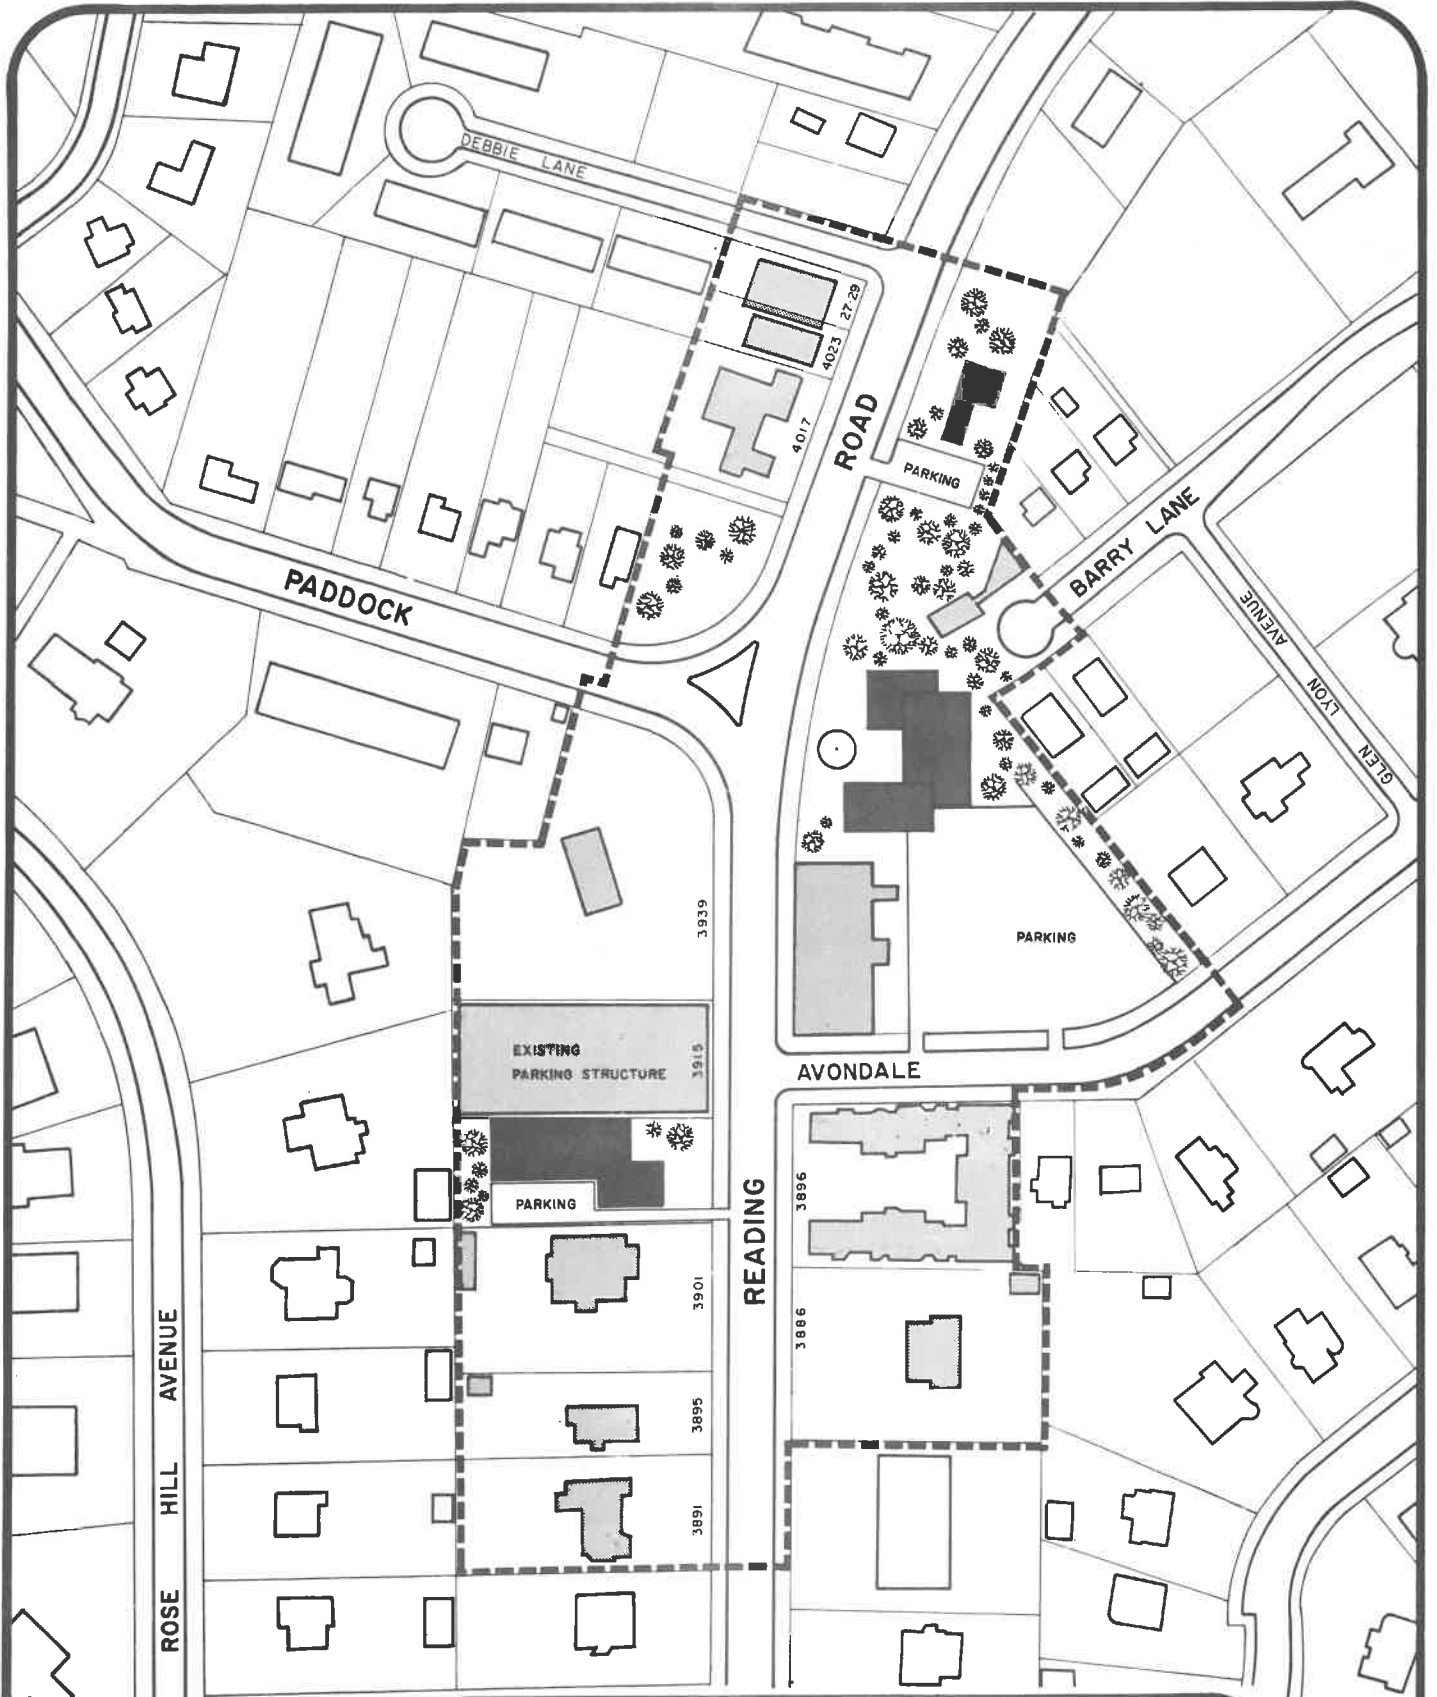 DEBBIE LANE
27-29
4023
4017
ROAD
PARKING
BARRY LANE
PADDOCK
GLEN LYON AVENUE
3939
PARKING
EXISTING
PARKING STRUCTURE
3915
AVONDALE
READING
3896
PARKING
3901
3886
ROSE HILL AVENUE
3895
3891